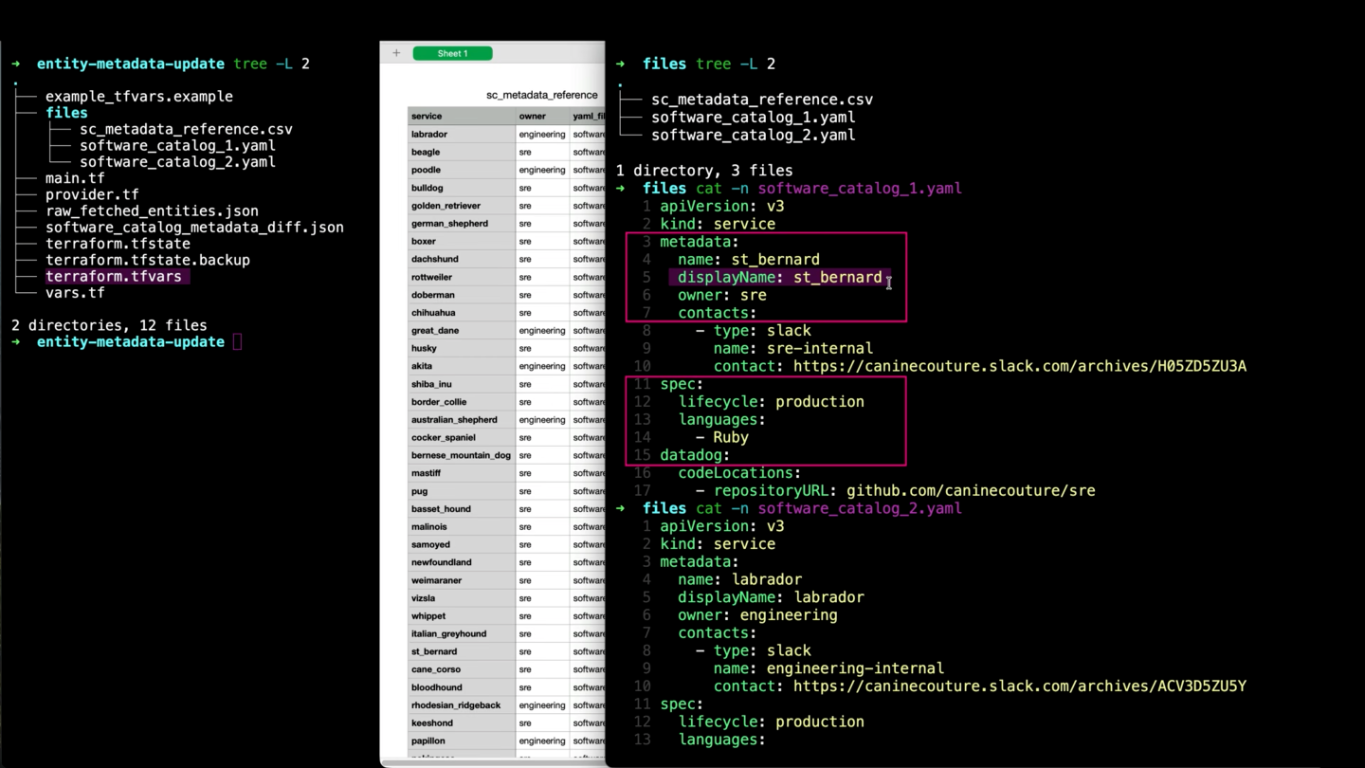 ➜ entity-metadata-update tree -L 2
.
├── example_tfvars.example
├── files
│   ├── sc_metadata_reference.csv
│   ├── software_catalog_1.yaml
│   └── software_catalog_2.yaml
├── main.tf
├── provider.tf
├── raw_fetched_entities.json
├── software_catalog_metadata_diff.json
├── terraform.tfstate
├── terraform.tfstate.backup
├── terraform.tfvars
└── vars.tf
2 directories, 12 files
➜ entity-metadata-update
+ Sheet 1
sc_metadata_reference
service owner
labrador engineering
beagle sre
poodle engineering
bulldog sre
golden_retriever sre
german_shepherd sre
boxer sre
dachshund sre
rottweiler sre
doberman sre
chihuahua sre
great_dane engineering
husky sre
akita engineering
shiba_inu sre
border_collie sre
australian_shepherd engineering
cocker_spaniel sre
bernese_mountain_dog sre
mastiff sre
pug sre
basset_hound sre
malinois sre
samoyed sre
newfoundland sre
weimaraner sre
vizsla sre
whippet sre
italian_greyhound sre
st_bernard sre
cane_corso sre
bloodhound sre
rhodesian_ridgeback engineering
keeshond sre
papillon engineering
➜ files tree -L 2
.
├── sc_metadata_reference.csv
├── software_catalog_1.yaml
└── software_catalog_2.yaml
1 directory, 3 files
➜ files cat -n software_catalog_1.yaml
1 apiVersion: v3
2 kind: service
3 metadata:
4   name: st_bernard
5   displayName: st_bernard
6   owner: sre
7   contacts:
8     - type: slack
9       name: sre-internal
10       contact: https://caninecouture.slack.com/archives/H05ZD5ZU3A
11 spec:
12   lifecycle: production
13   languages:
14     - Ruby
15 datadog:
16   codeLocations:
17     - repositoryURL: github.com/caninecouture/sre
➜ files cat -n software_catalog_2.yaml
1 apiVersion: v3
2 kind: service
3 metadata:
4   name: labrador
5   displayName: labrador
6   owner: engineering
7   contacts:
8     - type: slack
9       name: engineering-internal
10       contact: https://caninecouture.slack.com/archives/ACV3D5ZU5Y
11 spec:
12   lifecycle: production
13   languages: